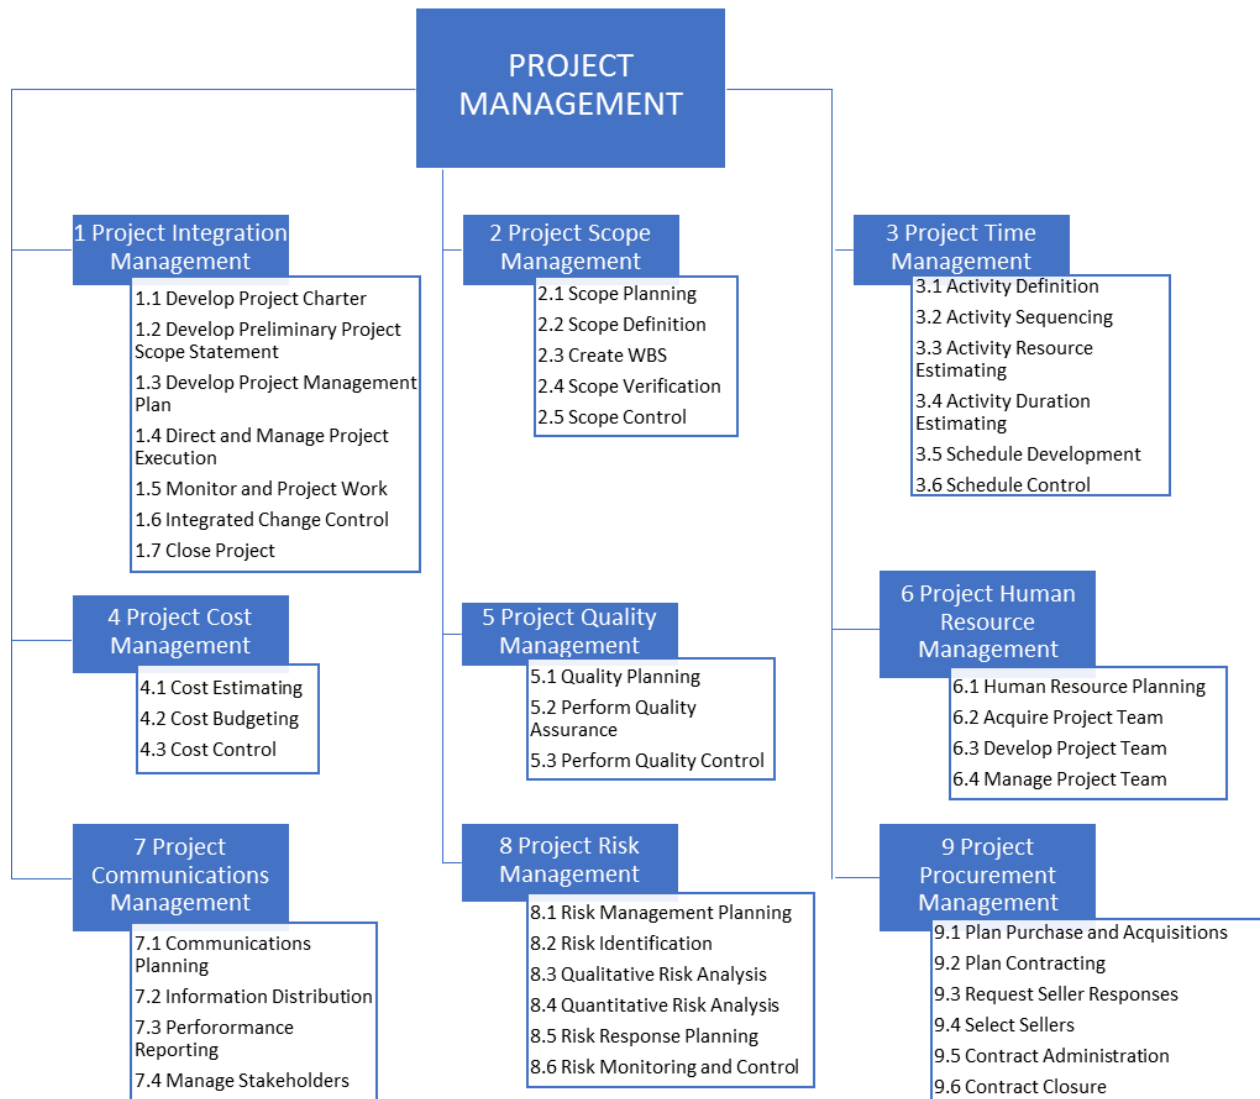 PROJECT
MANAGEMENT
1 Project Integration
Management
1.1 Develop Project Charter
1.2 Develop Preliminary Project
Scope Statement
1.3 Develop Project Management
Plan
1.4 Direct and Manage Project
Execution
1.5 Monitor and Project Work
1.6 Integrated Change Control
1.7 Close Project
2 Project Scope
Management
2.1 Scope Planning
2.2 Scope Definition
2.3 Create WBS
2.4 Scope Verification
2.5 Scope Control
3 Project Time
Management
3.1 Activity Definition
3.2 Activity Sequencing
3.3 Activity Resource
Estimating
3.4 Activity Duration
Estimating
3.5 Schedule Development
3.6 Schedule Control
4 Project Cost
Management
4.1 Cost Estimating
4.2 Cost Budgeting
4.3 Cost Control
5 Project Quality
Management
5.1 Quality Planning
5.2 Perform Quality
Assurance
5.3 Perform Quality Control
6 Project Human
Resource
Management
6.1 Human Resource Planning
6.2 Acquire Project Team
6.3 Develop Project Team
6.4 Manage Project Team
7 Project
Communications
Management
7.1 Communications
Planning
7.2 Information Distribution
7.3 Perforormance
Reporting
7.4 Manage Stakeholders
8 Project Risk
Management
8.1 Risk Management Planning
8.2 Risk Identification
8.3 Qualitative Risk Analysis
8.4 Quantitative Risk Analysis
8.5 Risk Response Planning
8.6 Risk Monitoring and Control
9 Project
Procurement
Management
9.1 Plan Purchase and Acquisitions
9.2 Plan Contracting
9.3 Request Seller Responses
9.4 Select Sellers
9.5 Contract Administration
9.6 Contract Closure